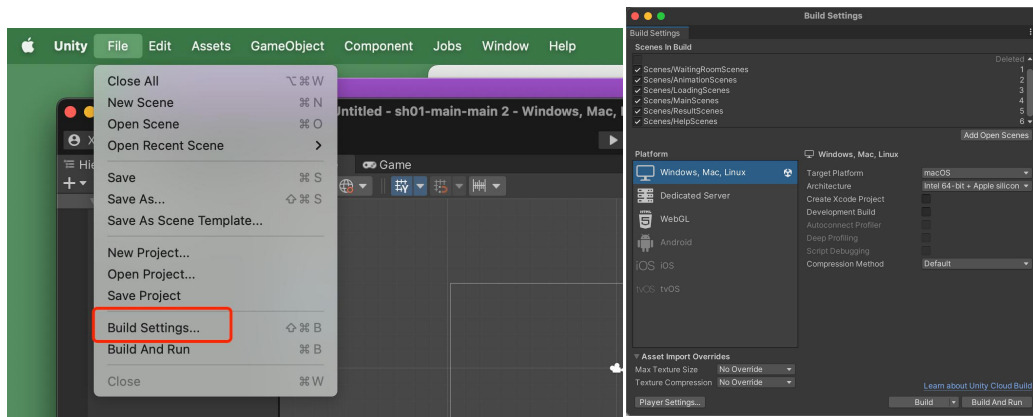 Unity File Edit Assets GameObject Component Jobs Window Help
Close All ⌥⌘W
New Scene ⌘N
Open Scene ⌘O
Open Recent Scene >
Save ⌘S
Save As... ⇧⌘S
Save As Scene Template...
New Project...
Open Project...
Save Project
Build Settings... ⇧⌘B
Build And Run ⌘B
Close ⌘W
Untitled - sh01-main-main 2 - Windows, Mac,
X
Hie
Game
Build Settings
Build Settings
Scenes In Build
Deleted
Scenes/WaitingRoomScenes 1
Scenes/AnimationScenes 2
Scenes/LoadingScenes 3
Scenes/MainScenes 4
Scenes/ResultScenes 5
Scenes/HelpScenes 6
Add Open Scenes
Platform
Windows, Mac, Linux
Dedicated Server
WebGL
Android
iOS iOS
tvOS tvOS
Windows, Mac, Linux
Target Platform macOS
Architecture Intel 64-bit + Apple silicon
Create Xcode Project
Development Build
Autoconnect Profiler
Deep Profiling
Script Debugging
Compression Method Default
Asset Import Overrides
Max Texture Size No Override
Texture Compression No Override
Learn about Unity Cloud Build
Player Settings... Build Build And Run